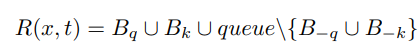 R(x, t) = B_q ∪ B_k ∪ queue\{B_{−q} ∪ B_{−k}}